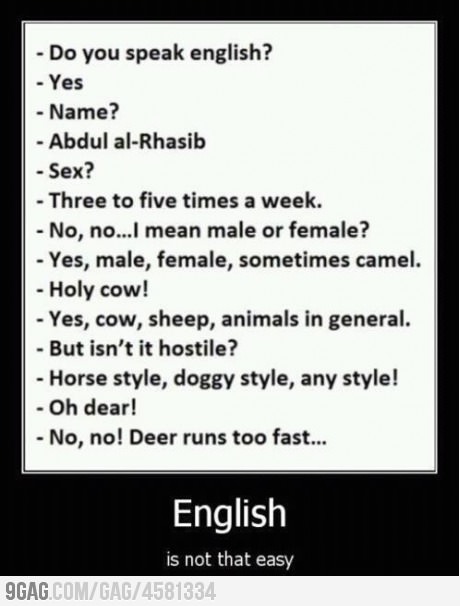 - Do you speak english?
- Yes
- Name?
- Abdul al-Rhasib
- Sex?
- Three to five times a week.
- No, no...I mean male or female?
- Yes, male, female, sometimes camel.
- Holy cow!
- Yes, cow, sheep, animals in general.
- But isn't it hostile?
- Horse style, doggy style, any style!
- Oh dear!
- No, no! Deer runs too fast...
English
is not that easy
9GAG.COM/GAG/4581334